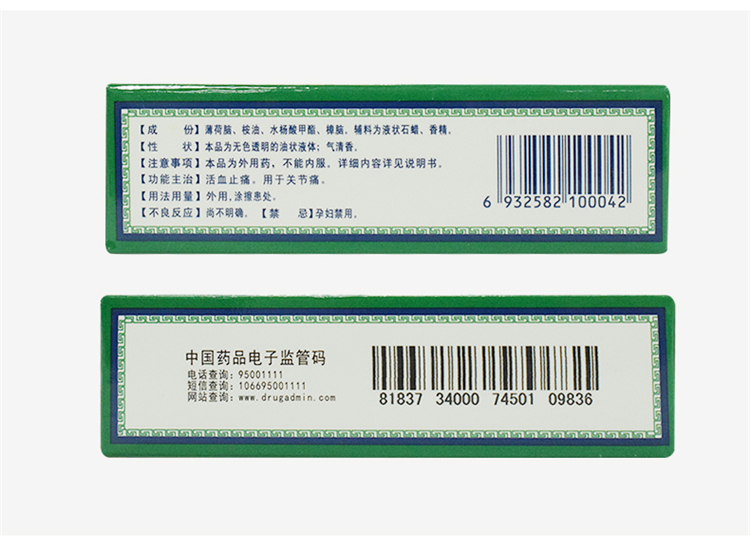 【成　份】薄荷脑、桉油、水杨酸甲酯、樟脑。辅料为液状石蜡、香精。
【性　状】本品为无色透明的油状液体；气清香。
【注意事项】本品为外用药，不能内服。详细内容详见说明书。
【功能主治】活血止痛。用于关节痛。
【用法用量】外用，涂擦患处。
【不良反应】尚不明确。【禁　忌】孕妇禁用。
6 932582 100042
中国药品电子监管码
电话查询：95001111
短信查询：106695001111
网站查询：www.drugadmin.com
81837 34000 74501 09836